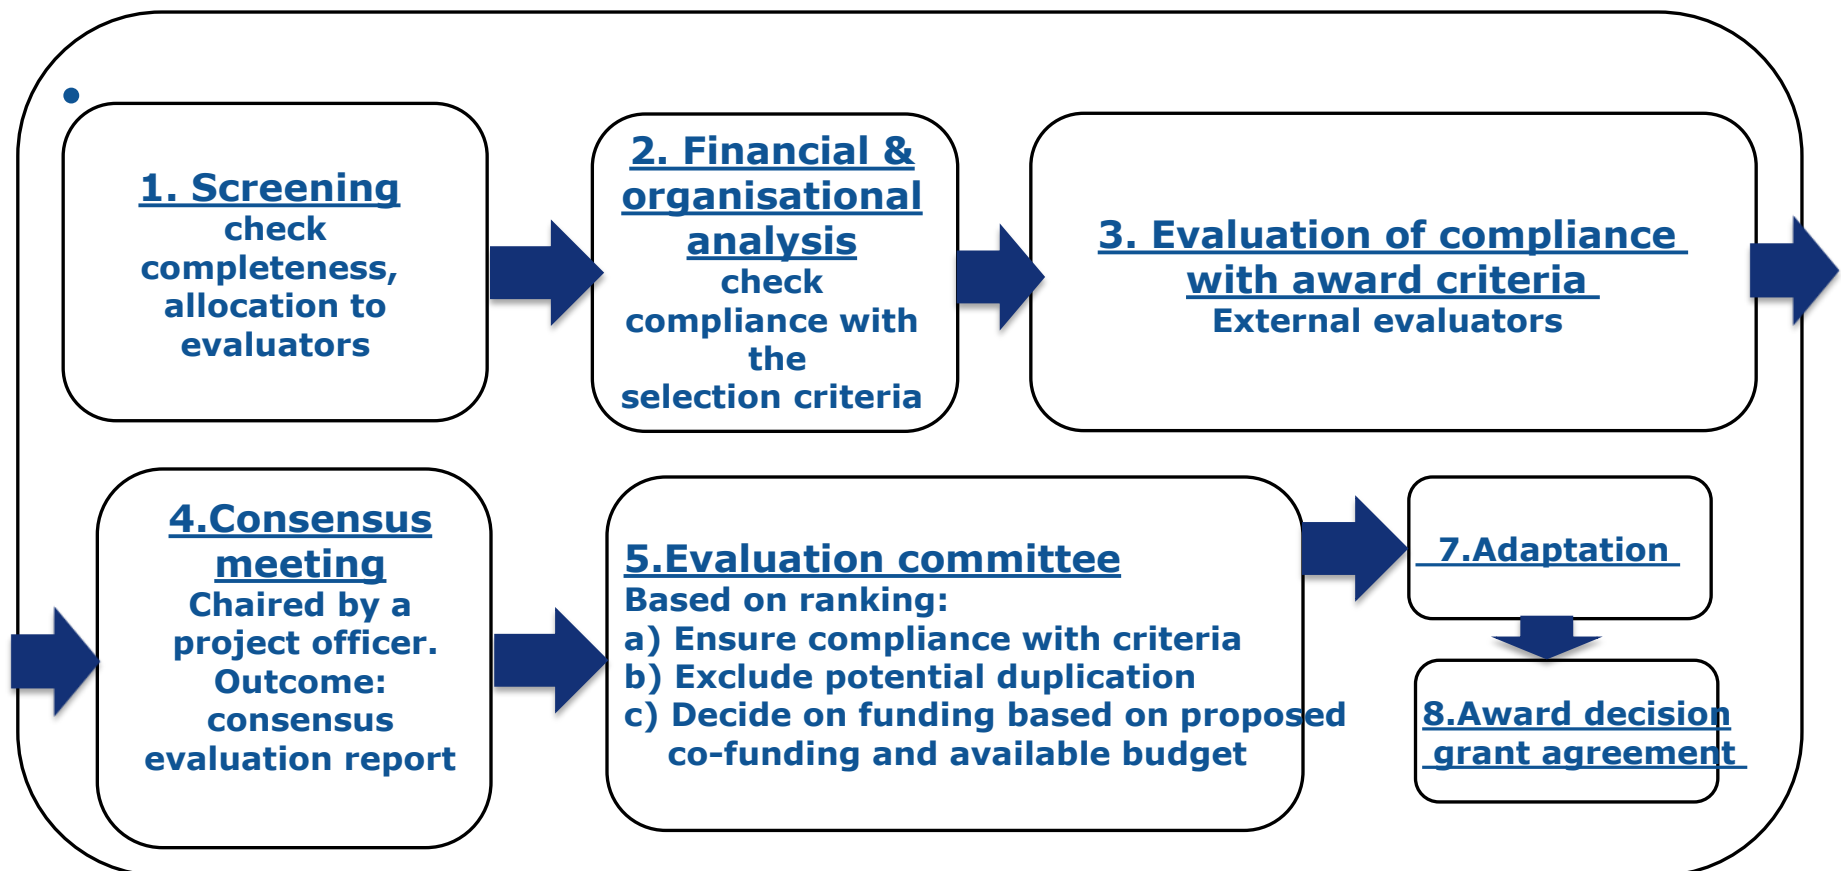 1. Screening
check
completeness,
allocation to
evaluators
2. Financial &
organisational
analysis
check
compliance with
the
selection criteria
3. Evaluation of compliance
with award criteria
External evaluators
4.Consensus
meeting
Chaired by a
project officer.
Outcome:
consensus
evaluation report
5.Evaluation committee
Based on ranking:
a) Ensure compliance with criteria
b) Exclude potential duplication
c) Decide on funding based on proposed
co-funding and available budget
7.Adaptation
8.Award decision
grant agreement